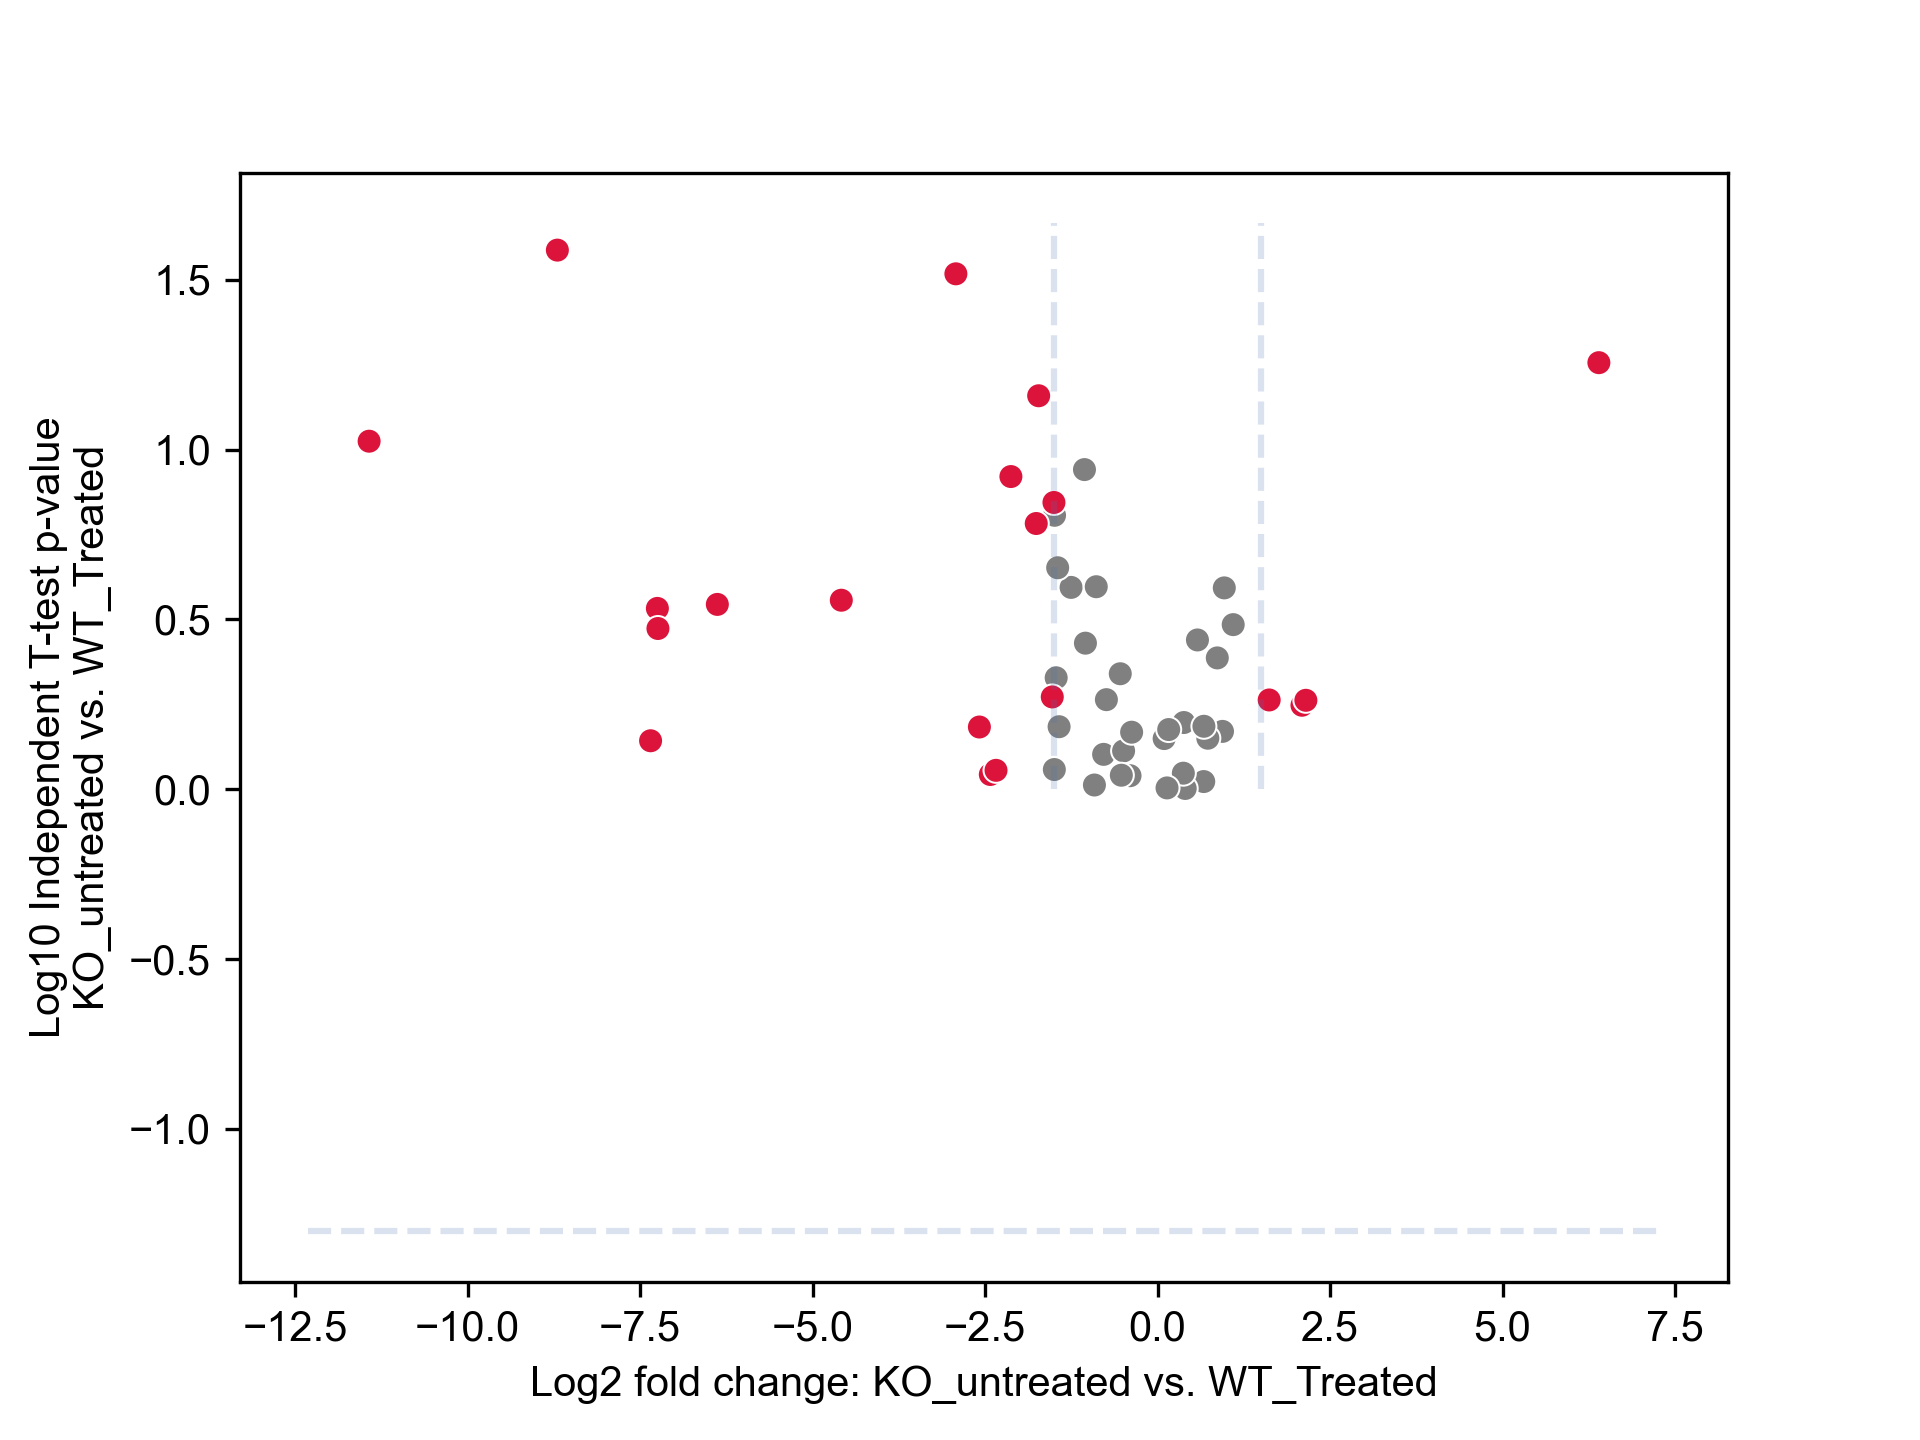 1.5
1.0
0.5
0.0
−0.5
−1.0
Log10 Independent T-test p-value
KO_untreated vs. WT_Treated
−12.5 −10.0 −7.5 −5.0 −2.5 0.0 2.5 5.0 7.5
Log2 fold change: KO_untreated vs. WT_Treated